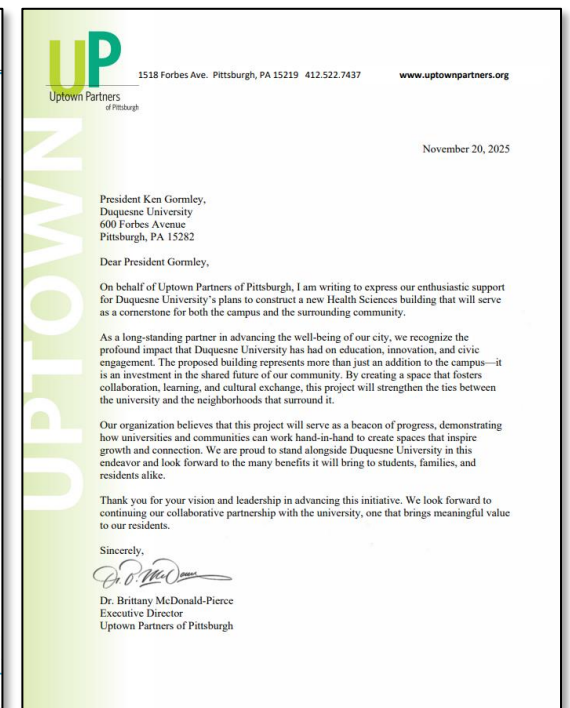 UP
Uptown Partners
of Pittsburgh
1518 Forbes Ave. Pittsburgh, PA 15219 412.522.7437 www.uptownpartners.org
UPTOWN
November 20, 2025
President Ken Gormley,
Duquesne University
600 Forbes Avenue
Pittsburgh, PA 15282
Dear President Gormley,
On behalf of Uptown Partners of Pittsburgh, I am writing to express our enthusiastic support
for Duquesne University’s plans to construct a new Health Sciences building that will serve
as a cornerstone for both the campus and the surrounding community.
As a long-standing partner in advancing the well-being of our city, we recognize the
profound impact that Duquesne University has had on education, innovation, and civic
engagement. The proposed building represents more than just an addition to the campus—it
is an investment in the shared future of our community. By creating a space that fosters
collaboration, learning, and cultural exchange, this project will strengthen the ties between
the university and the neighborhoods that surround it.
Our organization believes that this project will serve as a beacon of progress, demonstrating
how universities and communities can work hand-in-hand to create spaces that inspire
growth and connection. We are proud to stand alongside Duquesne University in this
endeavor and look forward to the many benefits it will bring to students, families, and
residents alike.
Thank you for your vision and leadership in advancing this initiative. We look forward to
continuing our collaborative partnership with the university, one that brings meaningful value
to our residents.
Sincerely,
Dr. Brittany McDonald-Pierce
Executive Director
Uptown Partners of Pittsburgh